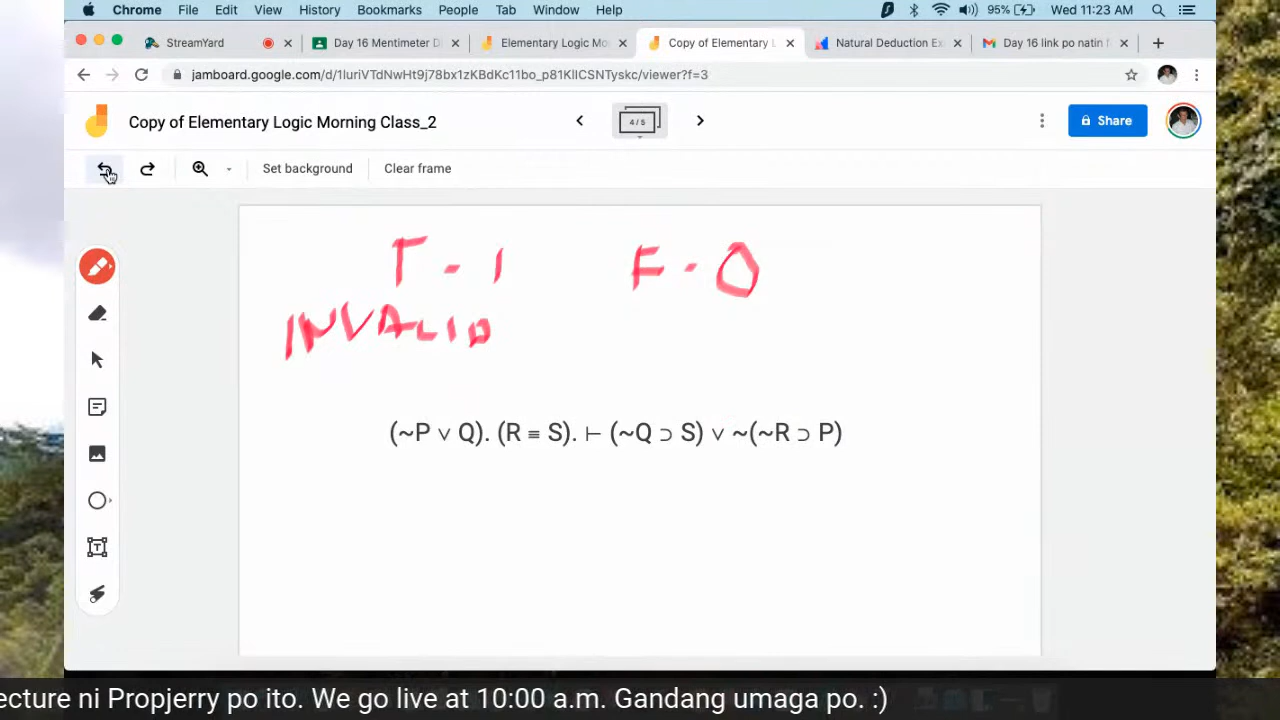 Chrome File Edit View History Bookmarks People Tab Window Help 95% Wed 11:23 AM
StreamYard Day 16 Mentimeter D Elementary Logic Mo Copy of Elementary L Natural Deduction Ex Day 16 link po natin f
jamboard.google.com/d/1luriVTdNwHt9j78bx1zKBdKc11bo_p81KlICSNTyskc/viewer?f=3
Copy of Elementary Logic Morning Class_2 4 / 5 Share
Set background Clear frame
T - 1 F - 0
INVALID
(~P ∨ Q). (R ≡ S). ⊢ (~Q ⊃ S) ∨ ~(~R ⊃ P)
ecture ni Propjerry po ito. We go live at 10:00 a.m. Gandang umaga po. :)